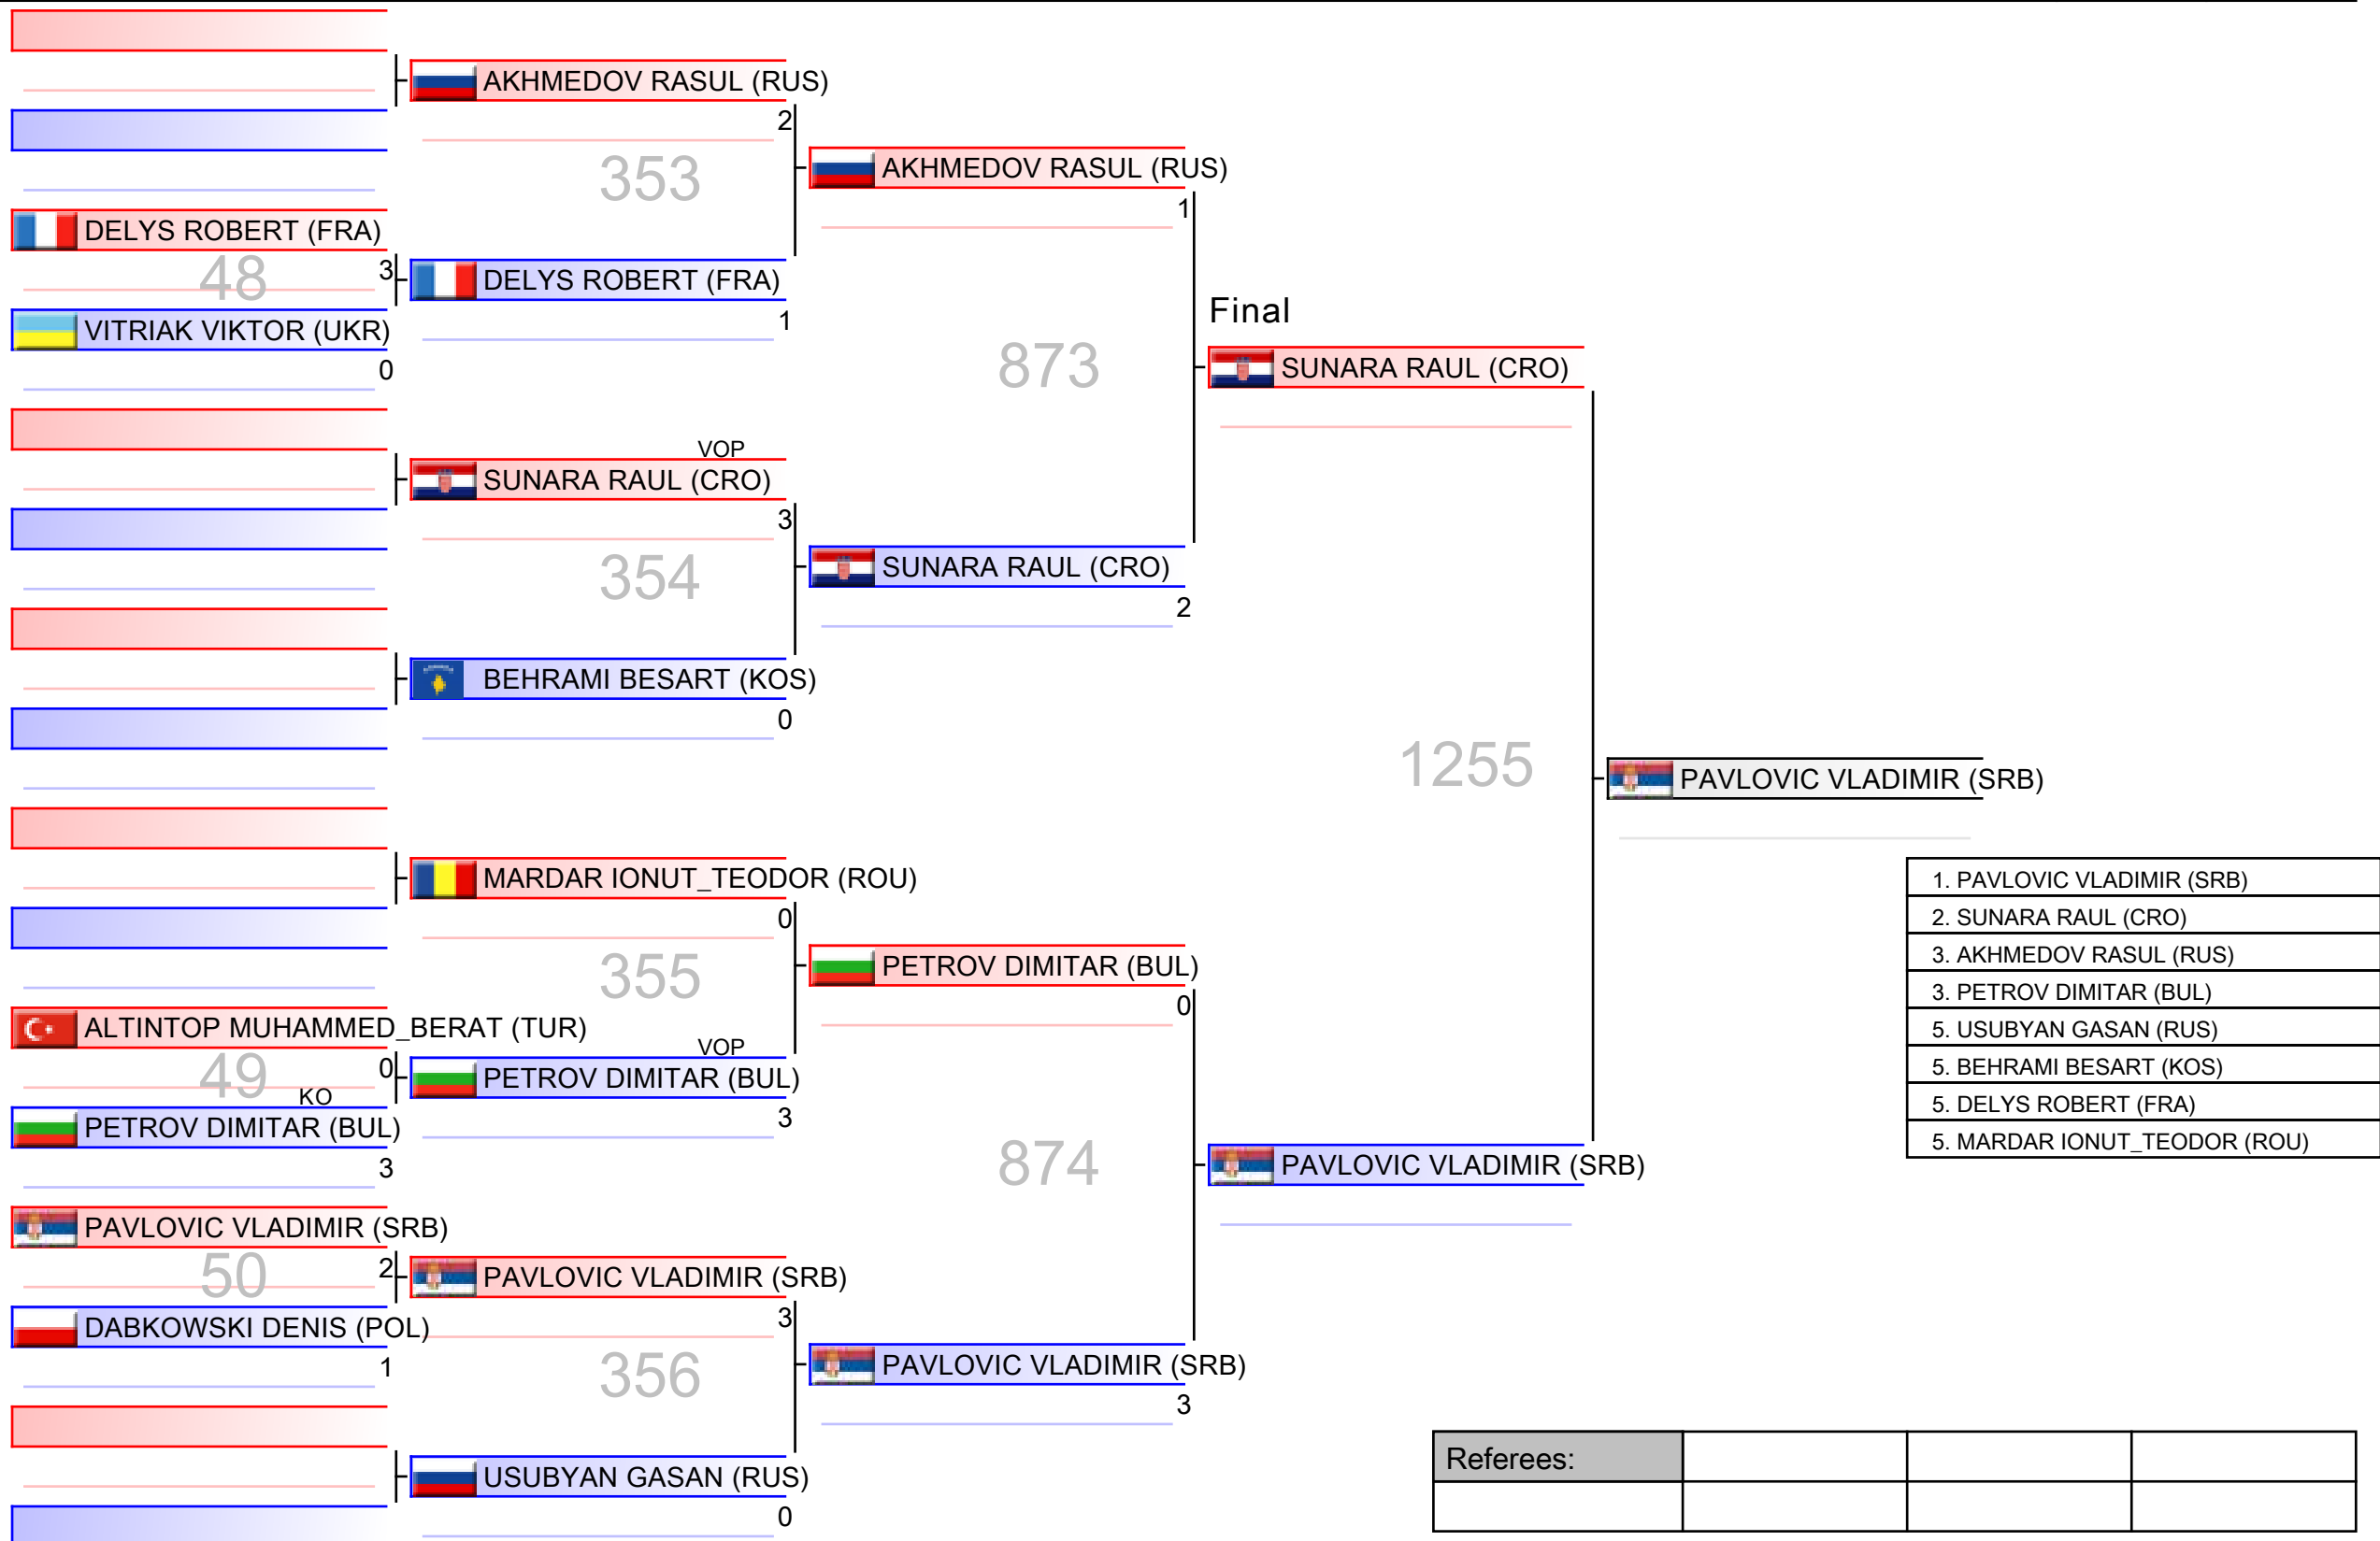 AKHMEDOV RASUL (RUS)
2
353
AKHMEDOV RASUL (RUS)
1
DELYS ROBERT (FRA)
48
3
DELYS ROBERT (FRA)
1
VITRIAK VIKTOR (UKR)
0
873
Final
SUNARA RAUL (CRO)
VOP
SUNARA RAUL (CRO)
3
354
SUNARA RAUL (CRO)
2
BEHRAMI BESART (KOS)
0
1255
PAVLOVIC VLADIMIR (SRB)
MARDAR IONUT_TEODOR (ROU)
0
355
PETROV DIMITAR (BUL)
0
ALTINTOP MUHAMMED_BERAT (TUR)
49
0
KO
VOP
PETROV DIMITAR (BUL)
3
PETROV DIMITAR (BUL)
3
874
PAVLOVIC VLADIMIR (SRB)
PAVLOVIC VLADIMIR (SRB)
50
2
PAVLOVIC VLADIMIR (SRB)
3
DABKOWSKI DENIS (POL)
1
356
PAVLOVIC VLADIMIR (SRB)
3
USUBYAN GASAN (RUS)
0
1. PAVLOVIC VLADIMIR (SRB)
2. SUNARA RAUL (CRO)
3. AKHMEDOV RASUL (RUS)
3. PETROV DIMITAR (BUL)
5. USUBYAN GASAN (RUS)
5. BEHRAMI BESART (KOS)
5. DELYS ROBERT (FRA)
5. MARDAR IONUT_TEODOR (ROU)
Referees: